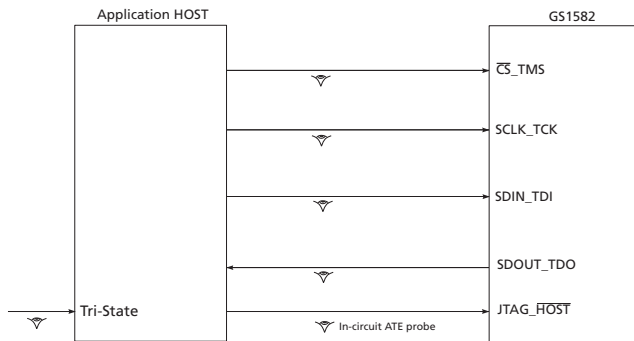 Application HOST
GS1582
CS_TMS
SCLK_TCK
SDIN_TDI
SDOUT_TDO
Tri-State
JTAG_HOST
In-circuit ATE probe